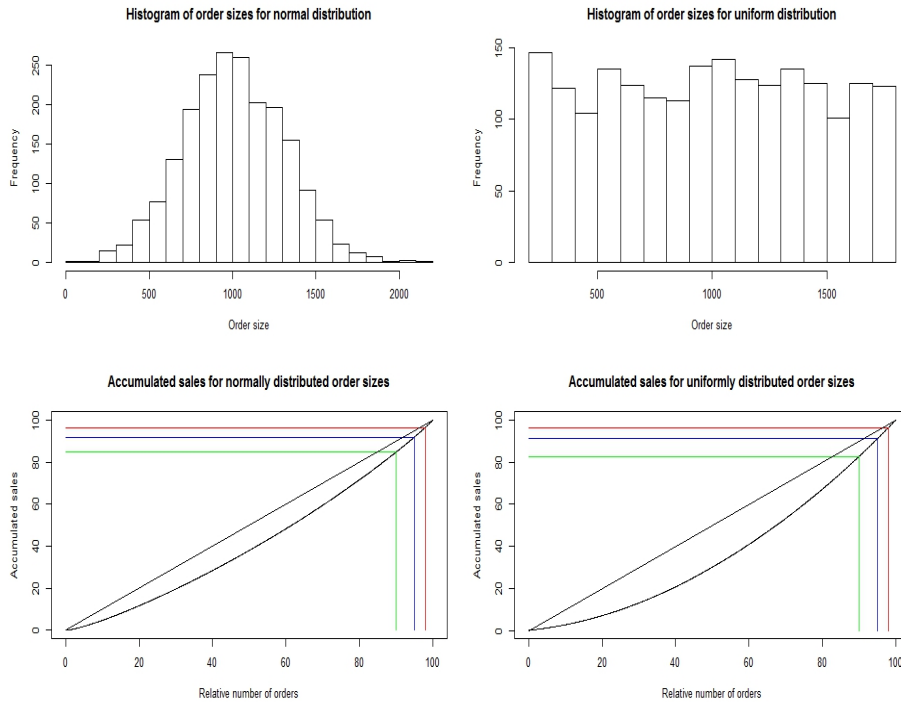 Histogram of order sizes for normal distribution
Frequency
0 50 100 150 200 250
0 500 1000 1500 2000
Order size
Histogram of order sizes for uniform distribution
Frequency
0 50 100 150
500 1000 1500
Order size
Accumulated sales for normally distributed order sizes
Accumulated sales
0 20 40 60 80 100
0 20 40 60 80 100
Relative number of orders
Accumulated sales for uniformly distributed order sizes
Accumulated sales
0 20 40 60 80 100
0 20 40 60 80 100
Relative number of orders